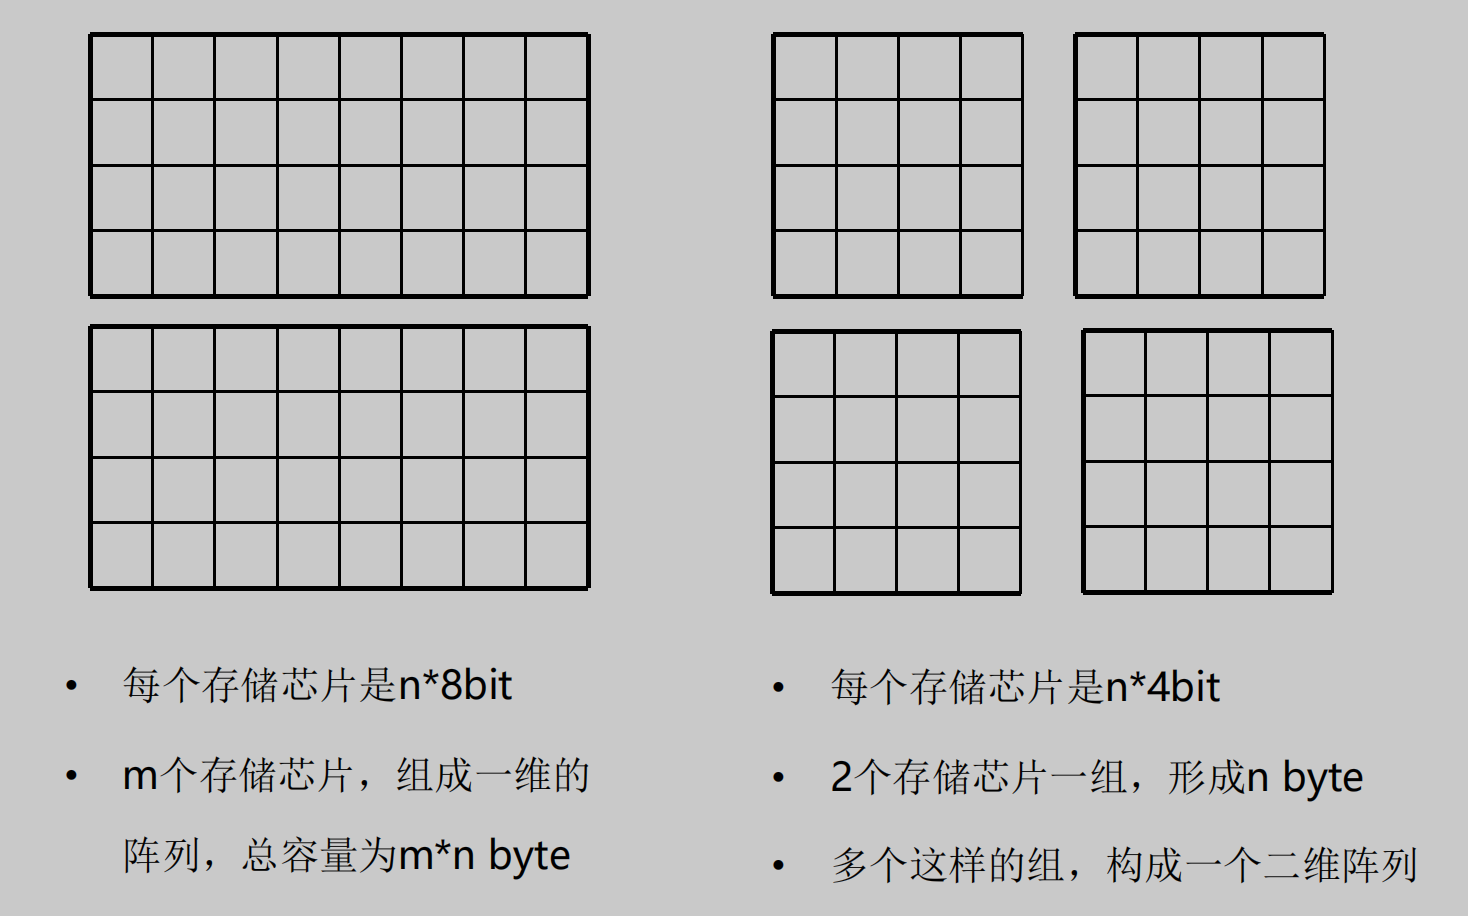 • 每个存储芯片是n*8bit
• m个存储芯片，组成一维的
阵列，总容量为m*n byte
• 每个存储芯片是n*4bit
• 2个存储芯片一组，形成n byte
• 多个这样的组，构成一个二维阵列